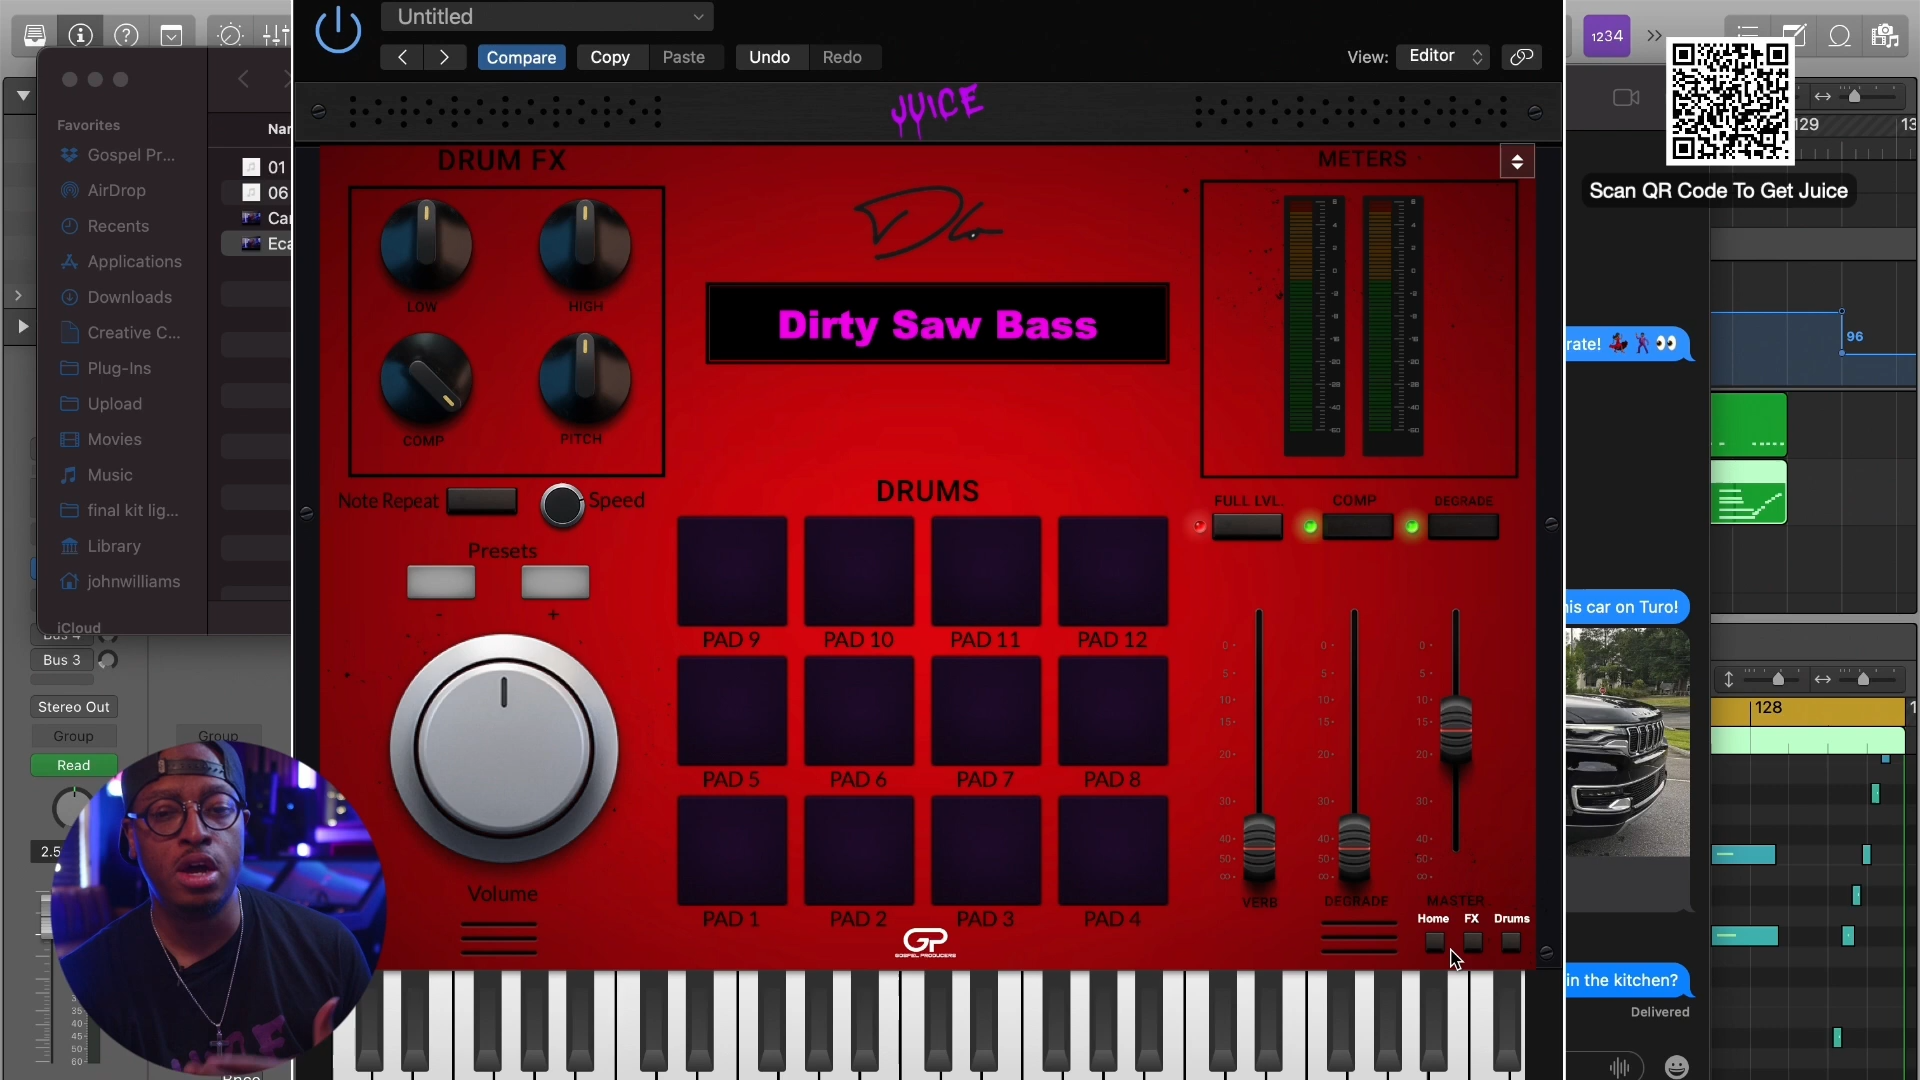 Untitled
Compare
Copy
Paste
Undo
Redo
View:
Editor
1234
JUICE
Favorites
Gospel Pr...
AirDrop
Recents
Applications
Downloads
Creative C...
Plug-Ins
Upload
Movies
Music
final kit lig...
Library
johnwilliams
iCloud
01
06
Bus 3
Stereo Out
Group
Group
Read
DRUM FX
LOW
HIGH
COMP
PITCH
Note Repeat
Speed
Presets
-
+
Volume
Dirty Saw Bass
DRUMS
PAD 9
PAD 10
PAD 11
PAD 12
PAD 5
PAD 6
PAD 7
PAD 8
PAD 1
PAD 2
PAD 3
PAD 4
GP
GOSPEL PRODUCERS
METERS
FULL LVL.
COMP
DEGRADE
VERB
DEGRADE
MASTER
Home
FX
Drums
Scan QR Code To Get Juice
129
rate! 💃🏾🕺🏾👀
96
his car on Turo!
128
in the kitchen?
Delivered